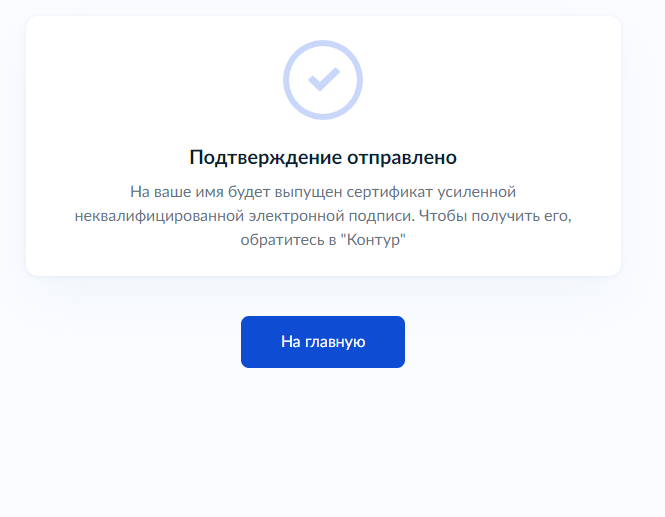 Подтверждение отправлено
На ваше имя будет выпущен сертификат усиленной
неквалифицированной электронной подписи. Чтобы получить его,
обратитесь в "Контур"
На главную